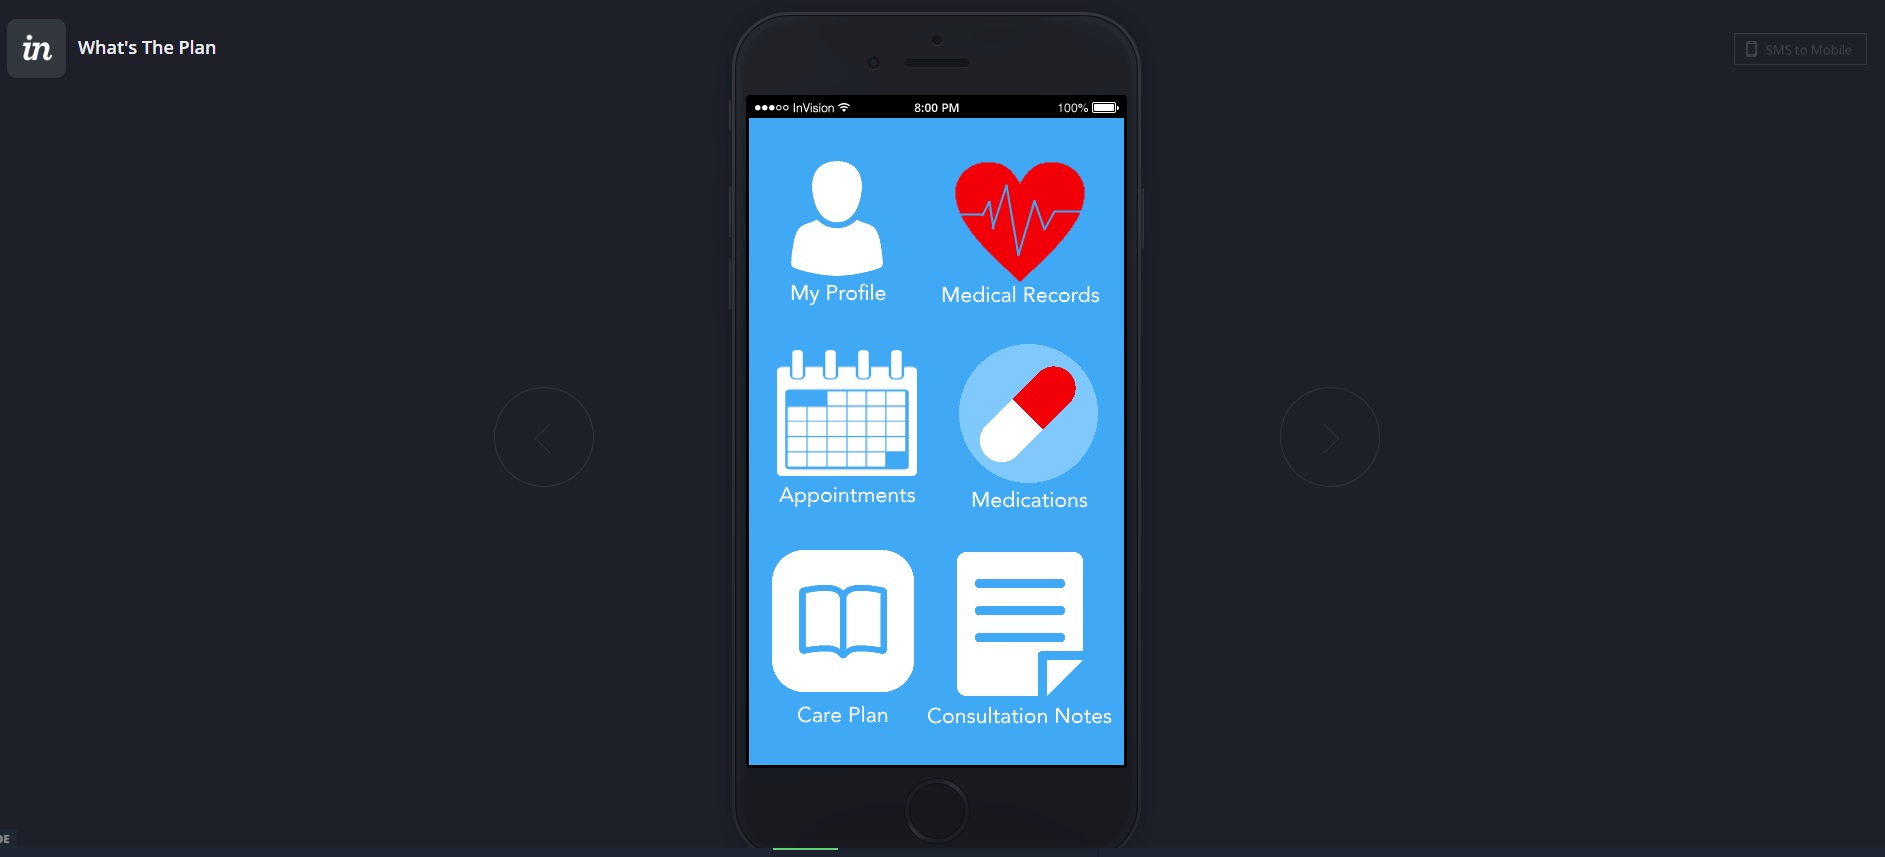 in
What's The Plan
SMS to Mobile
InVision
8:00 PM
100%
My Profile
Medical Records
Appointments
Medications
Care Plan
Consultation Notes